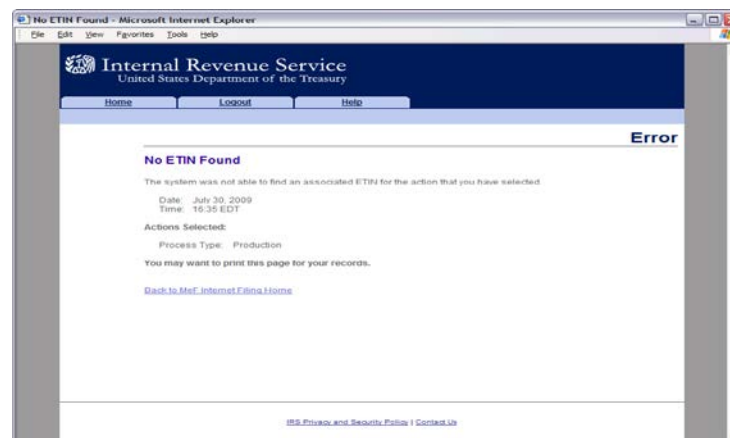 No ETIN Found - Microsoft Internet Explorer
File Edit View Favorites Tools Help
Internal Revenue Service
United States Department of the Treasury
Home Logout Help
Error
No ETIN Found
The system was not able to find an associated ETIN for the action that you have selected
Date: July 30, 2009
Time: 16:35 EDT
Actions Selected:
Process Type: Production
You may want to print this page for your records.
Back to MeF Internet Filing Home
IRS Privacy and Security Policy | Contact Us